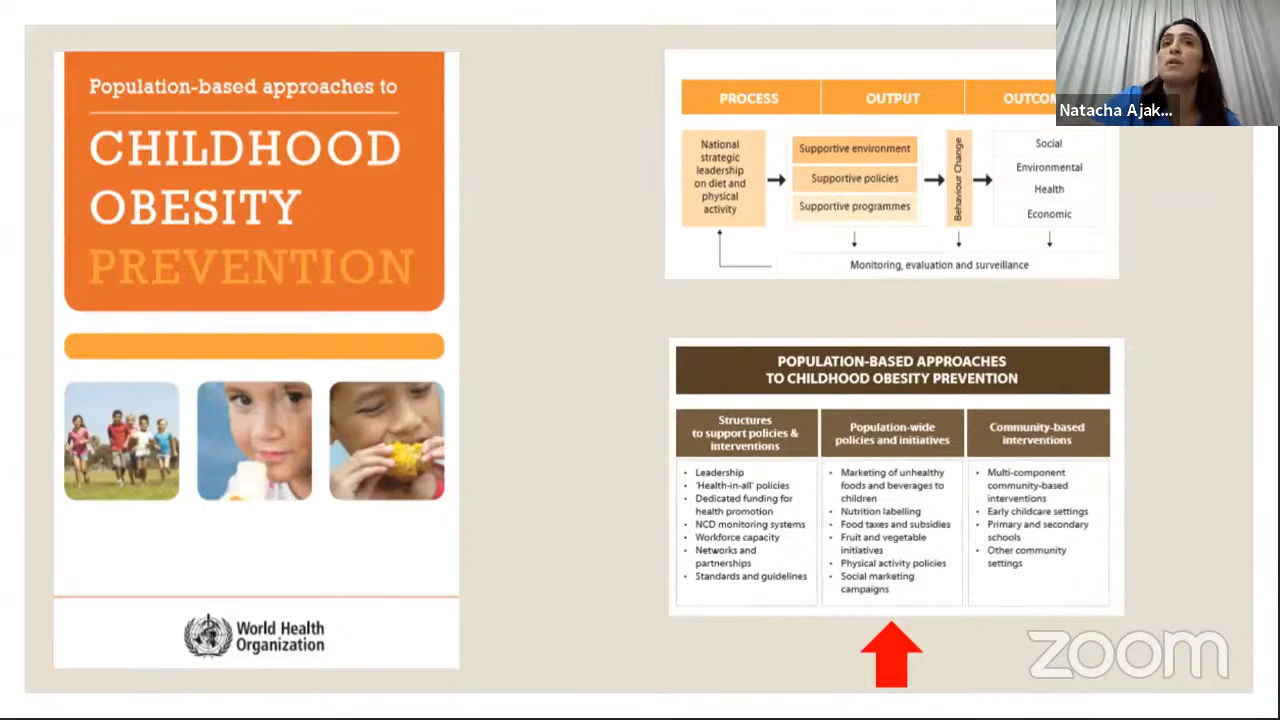 Population-based approaches to
CHILDHOOD
OBESITY
PREVENTION
World Health
Organization
PROCESS
OUTPUT
National
strategic
leadership
on diet and
physical
activity
Supportive environment
Supportive policies
Supportive programmes
Behaviour Change
Social
Environmental
Health
Economic
Monitoring, evaluation and surveillance
Natacha Ajak...
POPULATION-BASED APPROACHES
TO CHILDHOOD OBESITY PREVENTION
Structures
to support policies &
interventions
• Leadership
• 'Health-in-all' policies
• Dedicated funding for
health promotion
• NCD monitoring systems
• Workforce capacity
• Networks and
partnerships
• Standards and guidelines
Population-wide
policies and initiatives
• Marketing of unhealthy
foods and beverages to
children
• Nutrition labelling
• Food taxes and subsidies
• Fruit and vegetable
initiatives
• Physical activity policies
• Social marketing
campaigns
Community-based
interventions
• Multi-component
community-based
interventions
• Early childcare settings
• Primary and secondary
schools
• Other community
settings
zoom